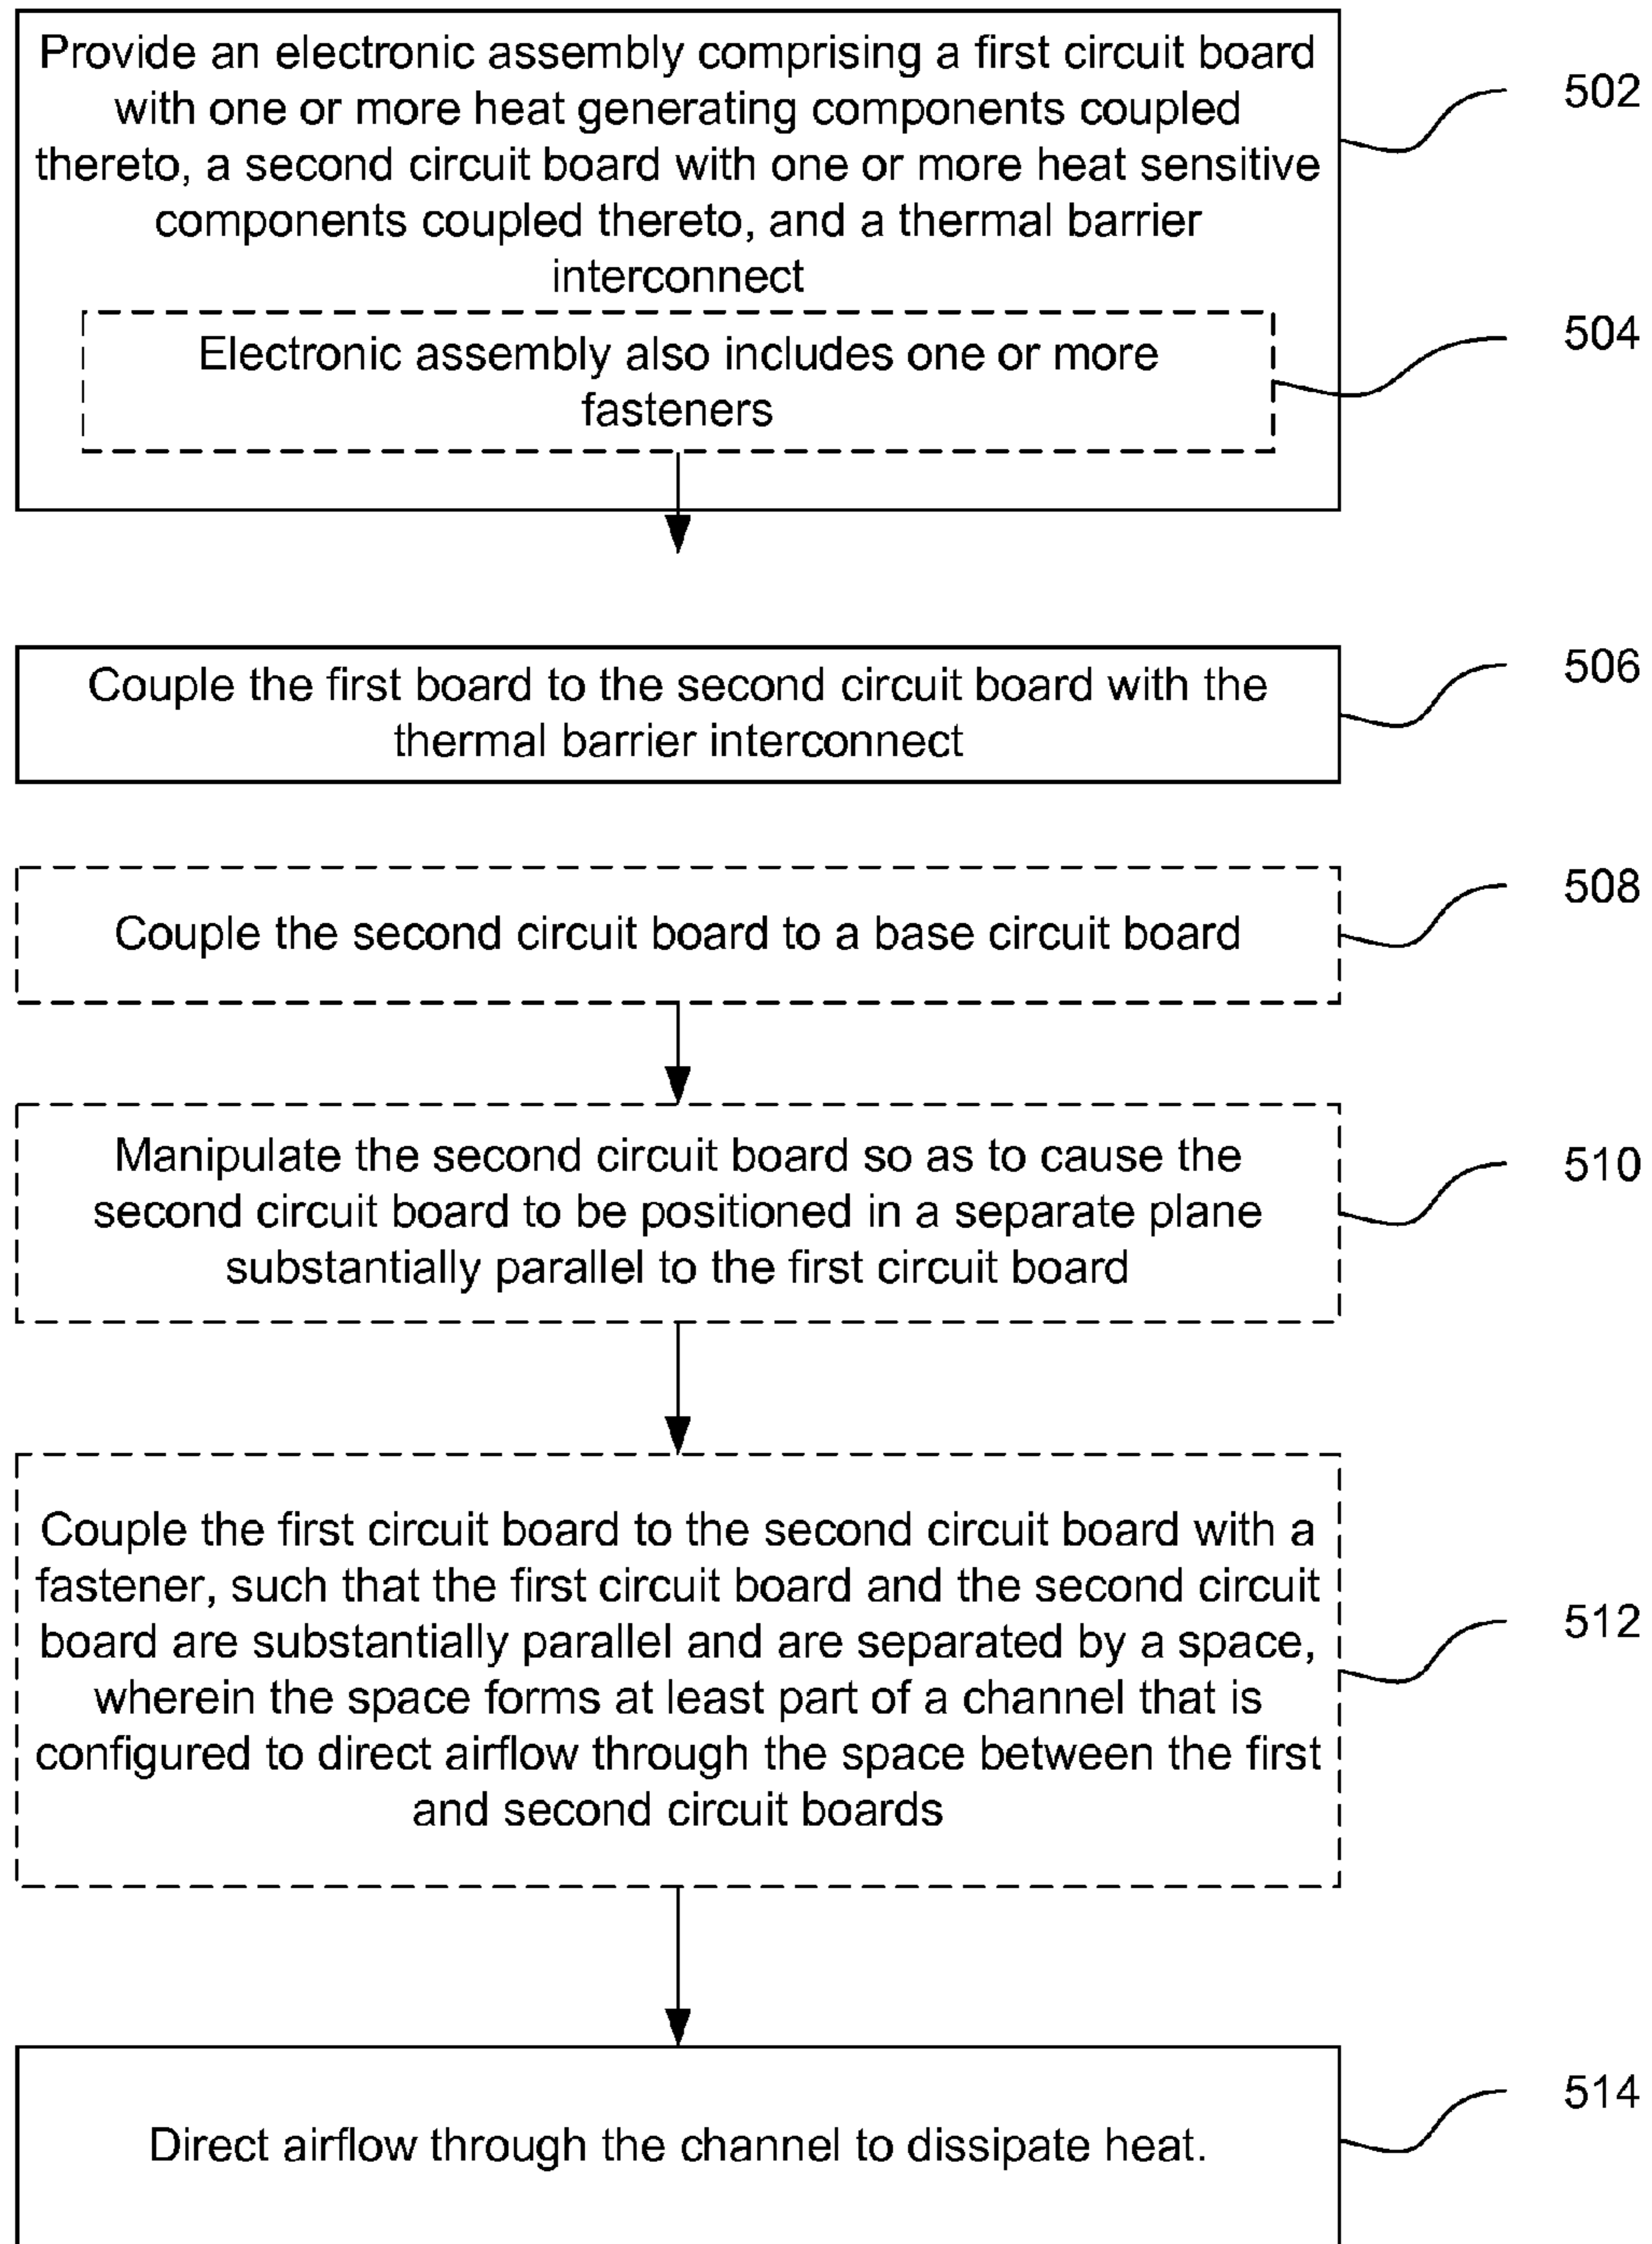 Provide an electronic assembly comprising a first circuit board
with one or more heat generating components coupled
thereto, a second circuit board with one or more heat sensitive
components coupled thereto, and a thermal barrier
interconnect
502
Electronic assembly also includes one or more
fasteners
504
Couple the first board to the second circuit board with the
thermal barrier interconnect
506
Couple the second circuit board to a base circuit board
508
Manipulate the second circuit board so as to cause the
second circuit board to be positioned in a separate plane
substantially parallel to the first circuit board
510
Couple the first circuit board to the second circuit board with a
fastener, such that the first circuit board and the second circuit
board are substantially parallel and are separated by a space,
wherein the space forms at least part of a channel that is
configured to direct airflow through the space between the first
and second circuit boards
512
Direct airflow through the channel to dissipate heat.
514